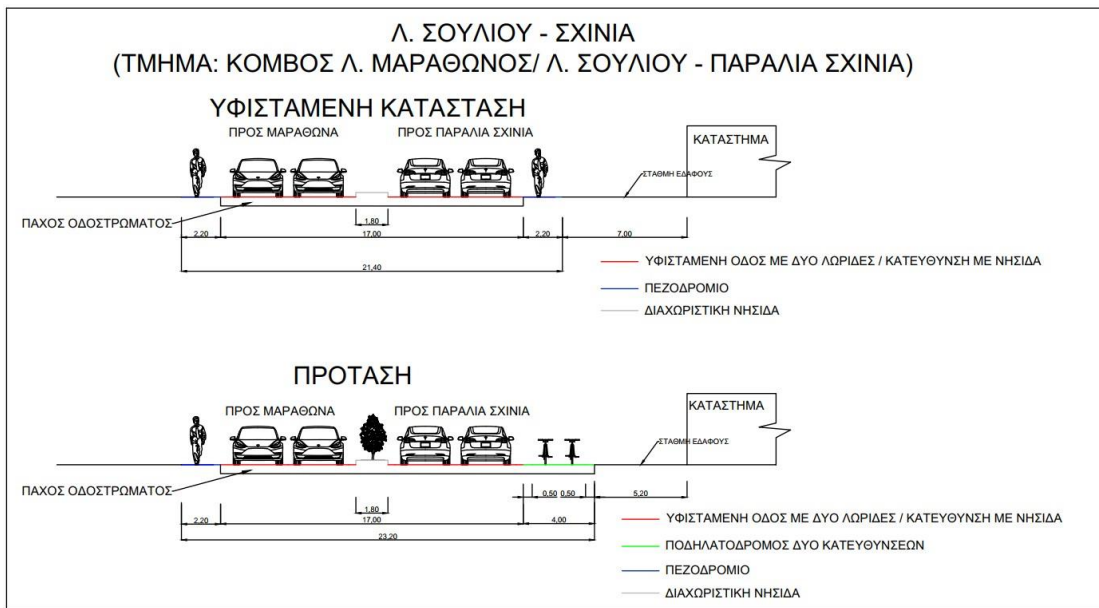 Λ. ΣΟΥΛΙΟΥ - ΣΧΙΝΙΑ
(ΤΜΗΜΑ: ΚΟΜΒΟΣ Λ. ΜΑΡΑΘΩΝΟΣ/ Λ. ΣΟΥΛΙΟΥ - ΠΑΡΑΛΙΑ ΣΧΙΝΙΑ)
ΥΦΙΣΤΑΜΕΝΗ ΚΑΤΑΣΤΑΣΗ
ΠΡΟΣ ΜΑΡΑΘΩΝΑ ΠΡΟΣ ΠΑΡΑΛΙΑ ΣΧΙΝΙΑ
ΚΑΤΑΣΤΗΜΑ
ΣΤΑΘΜΗ ΕΔΑΦΟΥΣ
ΠΑΧΟΣ ΟΔΟΣΤΡΩΜΑΤΟΣ
1,80
2,20 17,00 2,20 7,00
21,40
ΥΦΙΣΤΑΜΕΝΗ ΟΔΟΣ ΜΕ ΔΥΟ ΛΩΡΙΔΕΣ / ΚΑΤΕΥΘΥΝΣΗ ΜΕ ΝΗΣΙΔΑ
ΠΕΖΟΔΡΟΜΙΟ
ΔΙΑΧΩΡΙΣΤΙΚΗ ΝΗΣΙΔΑ
ΠΡΟΤΑΣΗ
ΠΡΟΣ ΜΑΡΑΘΩΝΑ ΠΡΟΣ ΠΑΡΑΛΙΑ ΣΧΙΝΙΑ
ΚΑΤΑΣΤΗΜΑ
ΣΤΑΘΜΗ ΕΔΑΦΟΥΣ
ΠΑΧΟΣ ΟΔΟΣΤΡΩΜΑΤΟΣ
1,80 0,50 0,50 5,20
2,20 17,00 4,00
23,20
ΥΦΙΣΤΑΜΕΝΗ ΟΔΟΣ ΜΕ ΔΥΟ ΛΩΡΙΔΕΣ / ΚΑΤΕΥΘΥΝΣΗ ΜΕ ΝΗΣΙΔΑ
ΠΟΔΗΛΑΤΟΔΡΟΜΟΣ ΔΥΟ ΚΑΤΕΥΘΥΝΣΕΩΝ
ΠΕΖΟΔΡΟΜΙΟ
ΔΙΑΧΩΡΙΣΤΙΚΗ ΝΗΣΙΔΑ